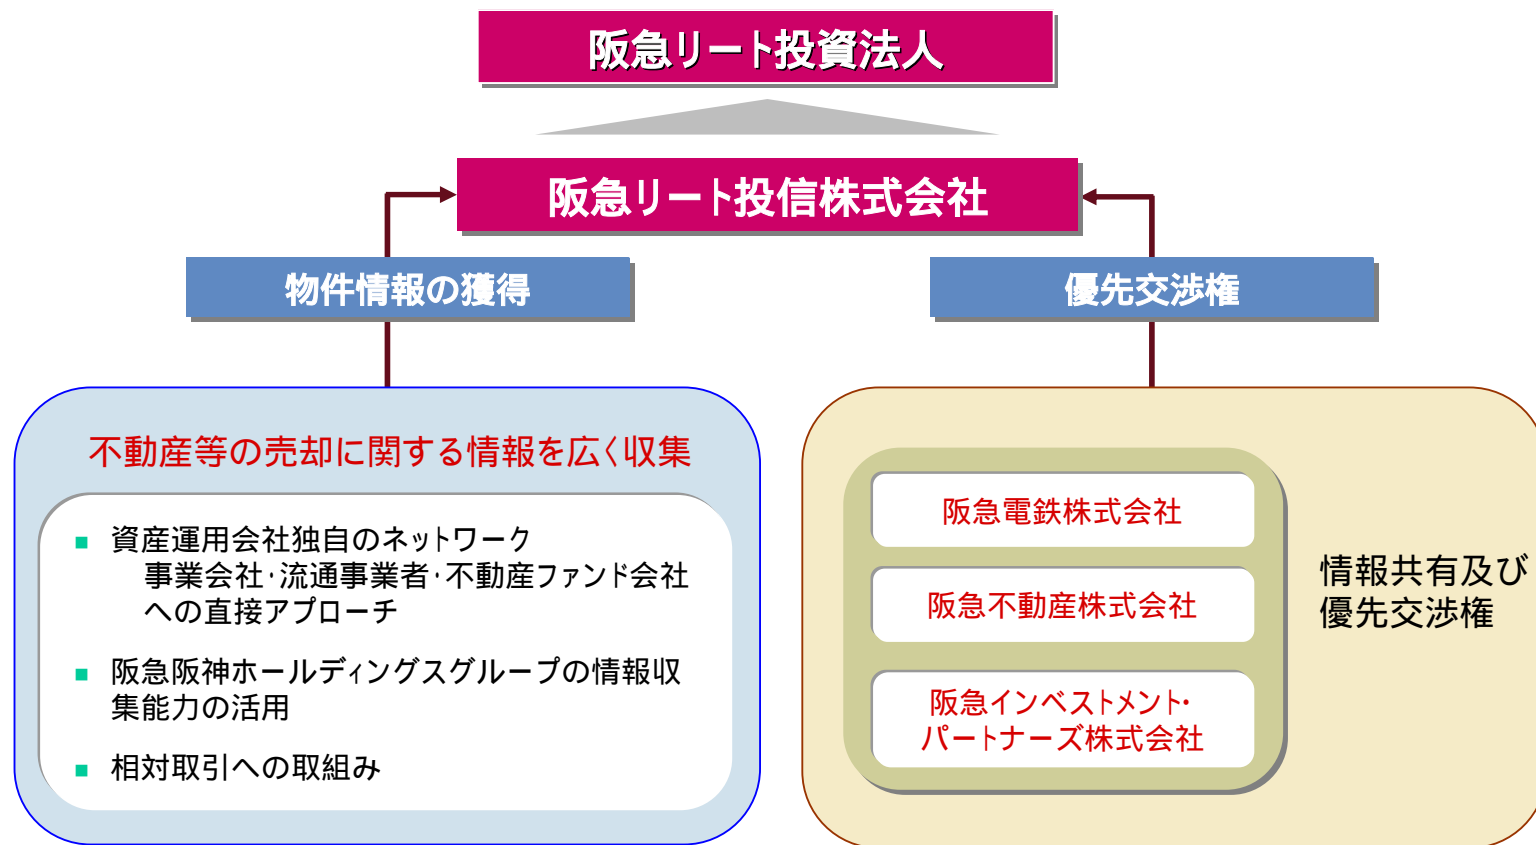 阪急リート投資法人
阪急リート投信株式会社
物件情報の獲得
優先交渉権
不動産等の売却に関する情報を広く収集
■ 資産運用会社独自のネットワーク
事業会社・流通事業者・不動産ファンド会社
への直接アプローチ
■ 阪急阪神ホールディングスグループの情報収
集能力の活用
■ 相対取引への取組み
阪急電鉄株式会社
阪急不動産株式会社
阪急インベストメント・
パートナーズ株式会社
情報共有及び
優先交渉権